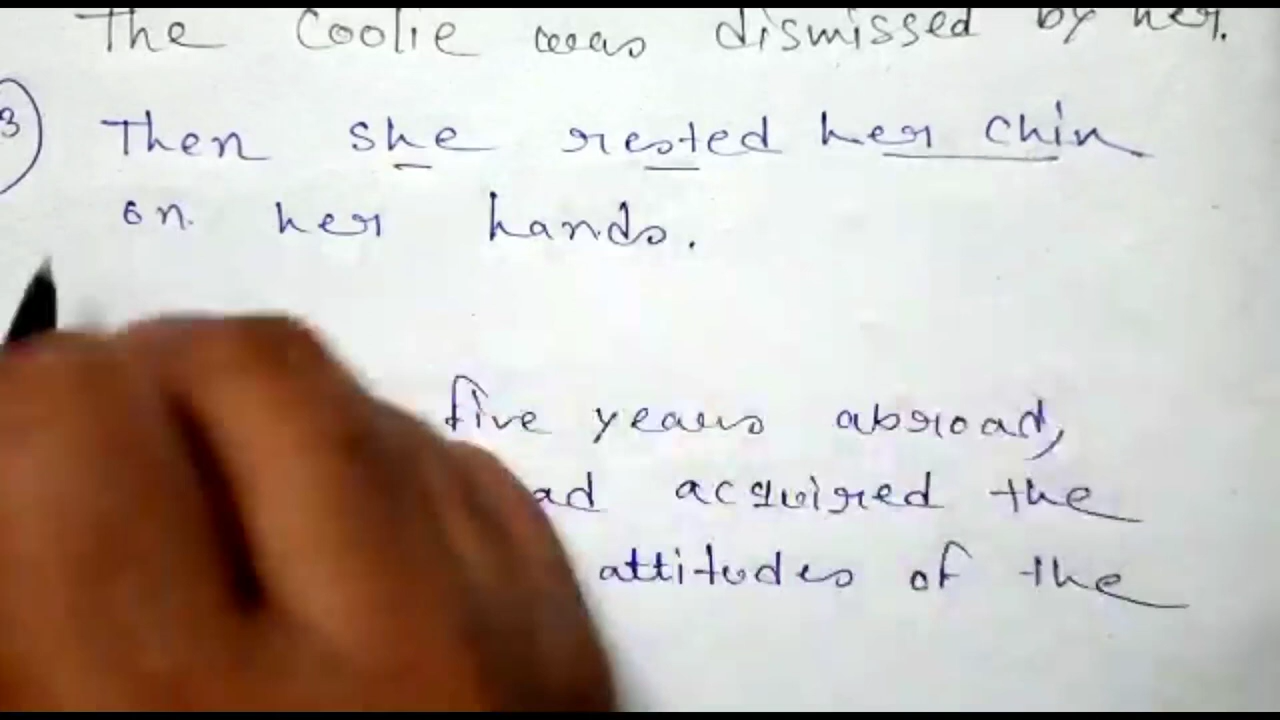 The Coolie was dismissed by her.
3 Then she rested her chin
on her hands.
five years abroad,
ad acquired the
attitudes of the